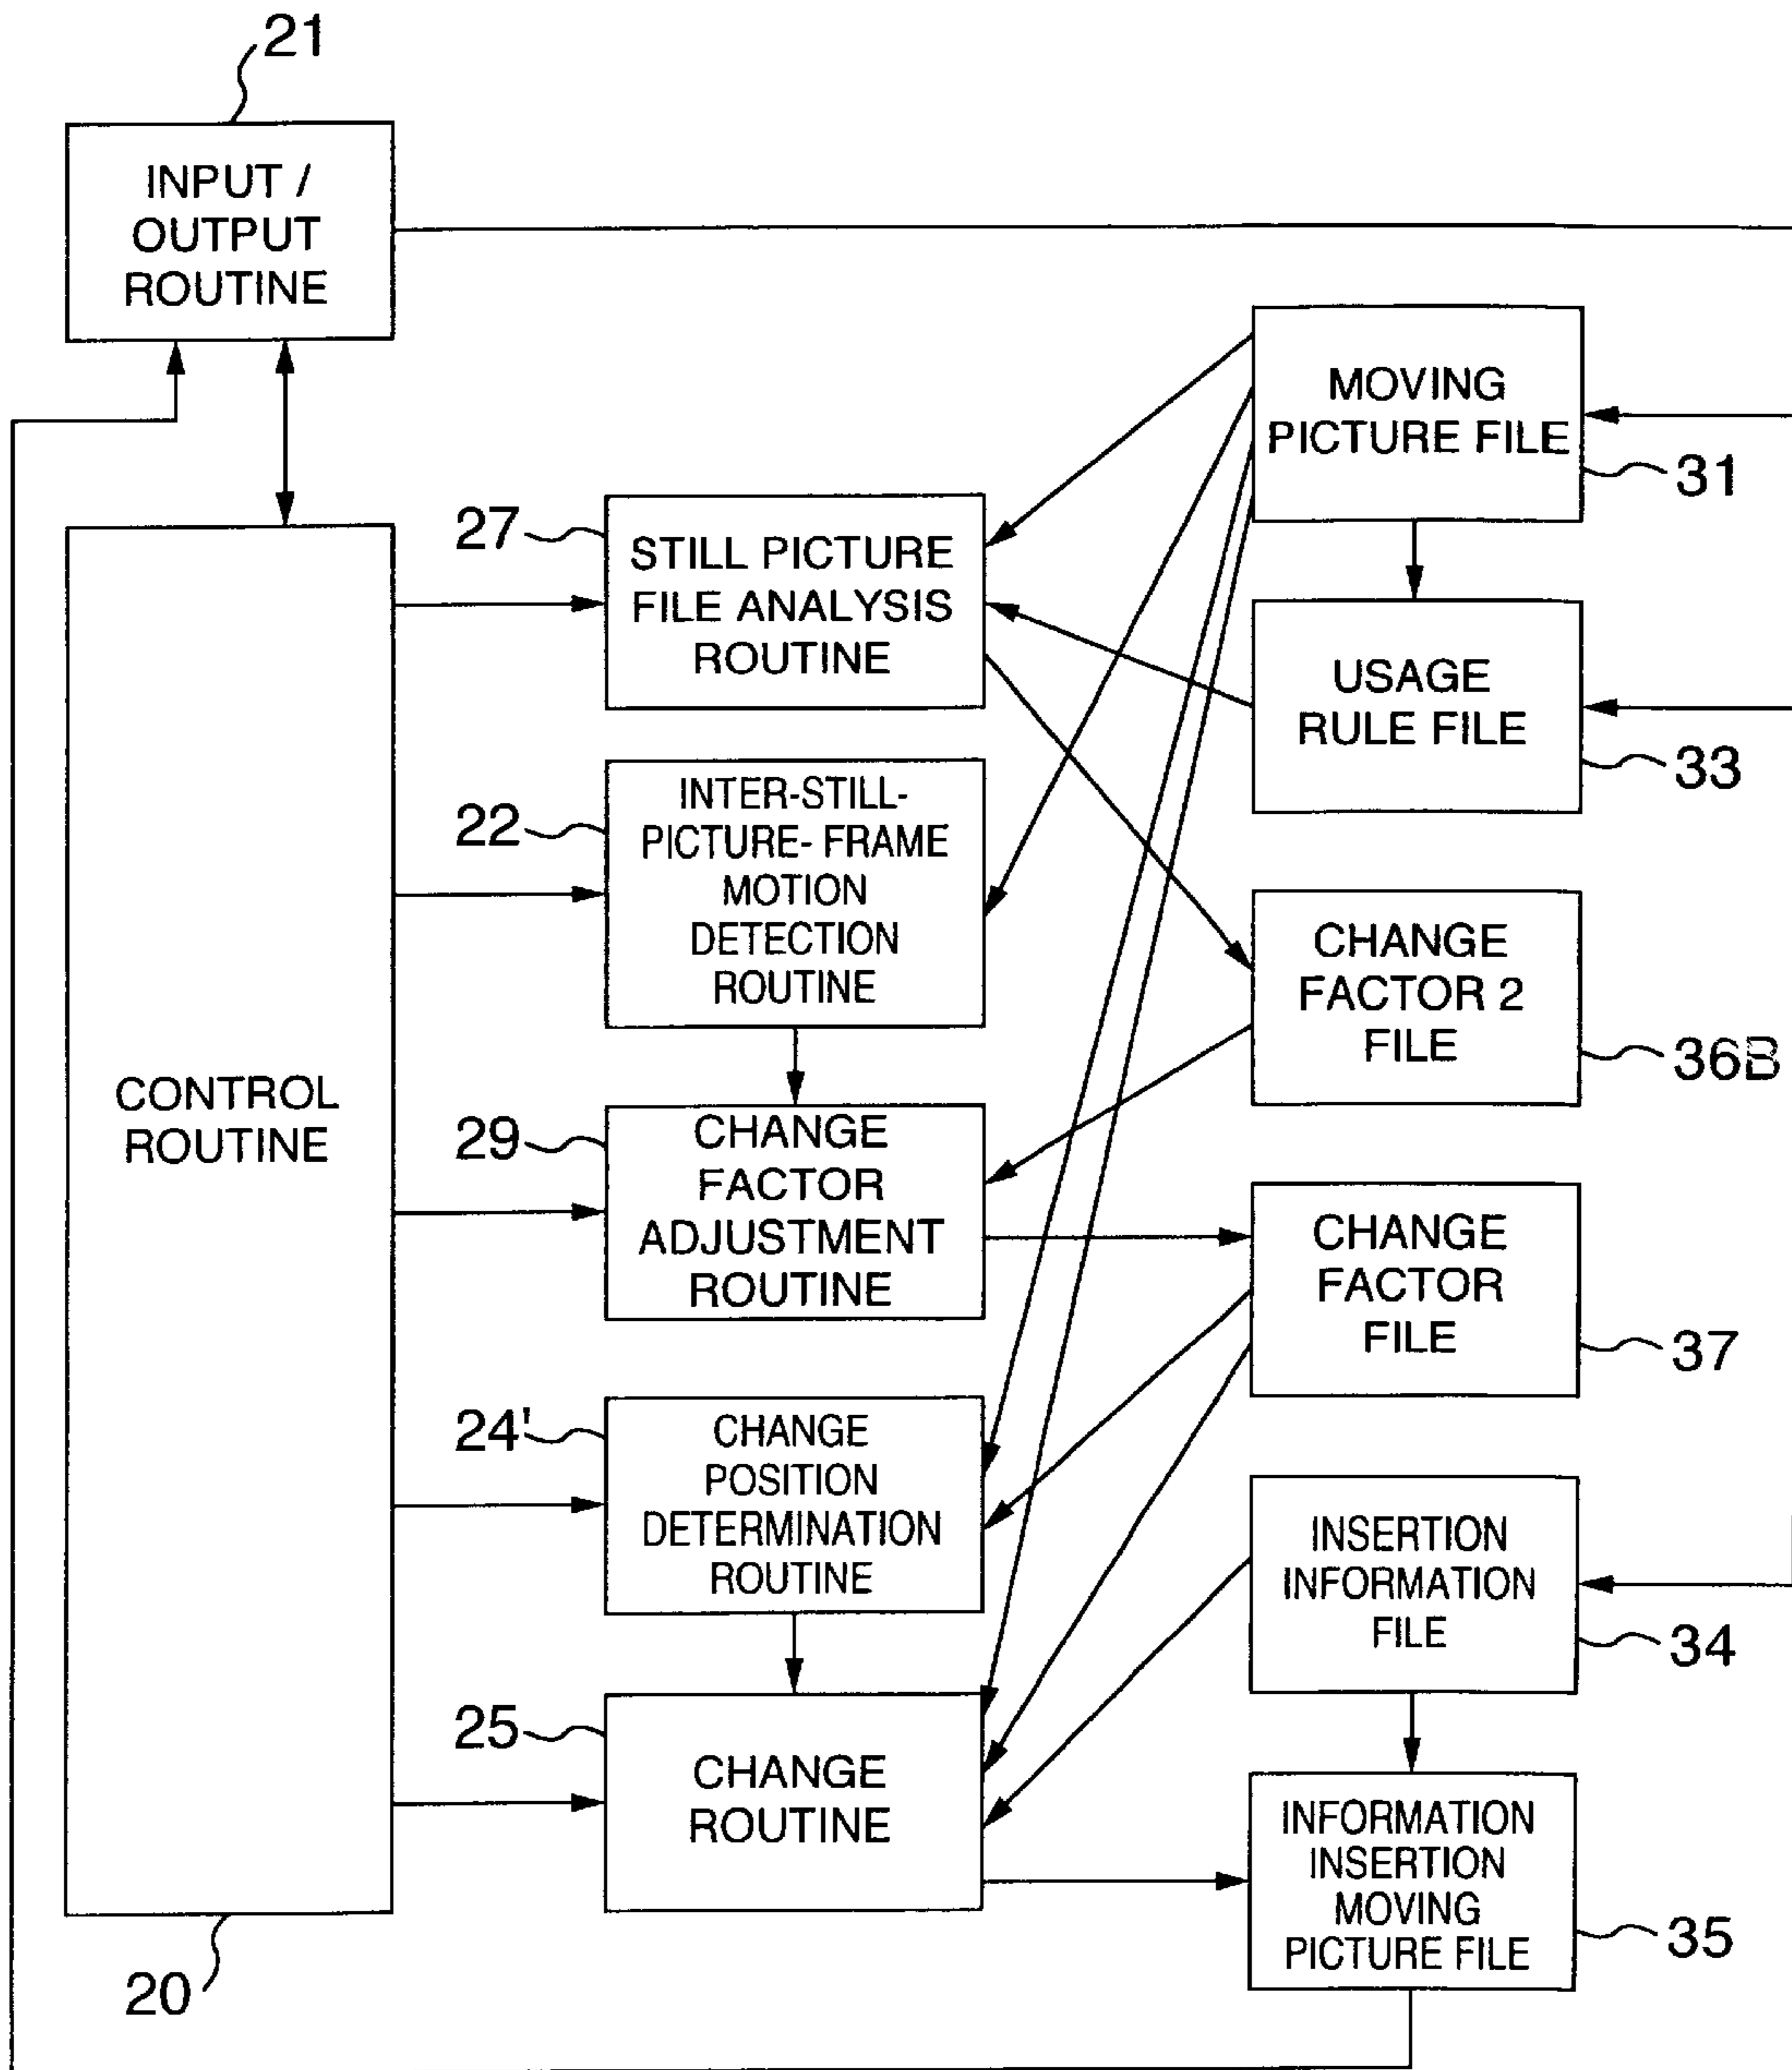 21
INPUT /
OUTPUT
ROUTINE
MOVING
PICTURE FILE
31
27
STILL PICTURE
FILE ANALYSIS
ROUTINE
USAGE
RULE FILE
33
22
INTER-STILL-
PICTURE- FRAME
MOTION
DETECTION
ROUTINE
CHANGE
FACTOR 2
FILE
36B
CONTROL
ROUTINE
29
CHANGE
FACTOR
ADJUSTMENT
ROUTINE
CHANGE
FACTOR
FILE
37
24'
CHANGE
POSITION
DETERMINATION
ROUTINE
INSERTION
INFORMATION
FILE
34
25
CHANGE
ROUTINE
INFORMATION
INSERTION
MOVING
PICTURE FILE
35
20